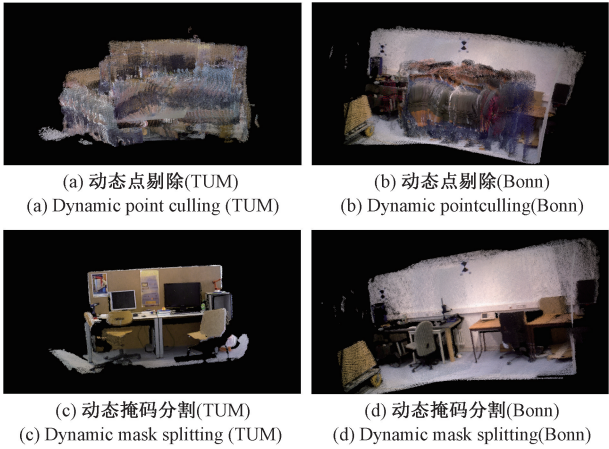 (a) 动态点剔除(TUM)
(a) Dynamic point culling (TUM)
(b) 动态点剔除(Bonn)
(b) Dynamic pointculling(Bonn)
(c) 动态掩码分割(TUM)
(c) Dynamic mask splitting (TUM)
(d) 动态掩码分割(Bonn)
(d) Dynamic mask splitting(Bonn)